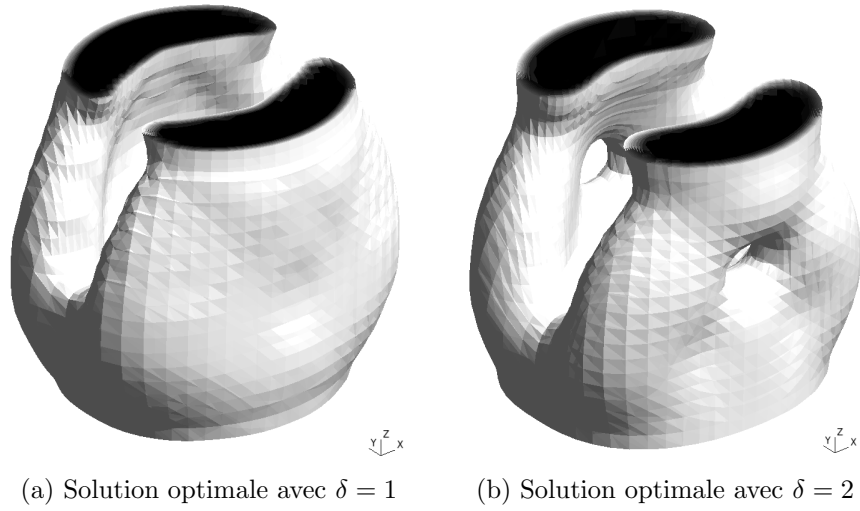 Z
Y X
Z
Y X
(a) Solution optimale avec δ = 1
(b) Solution optimale avec δ = 2